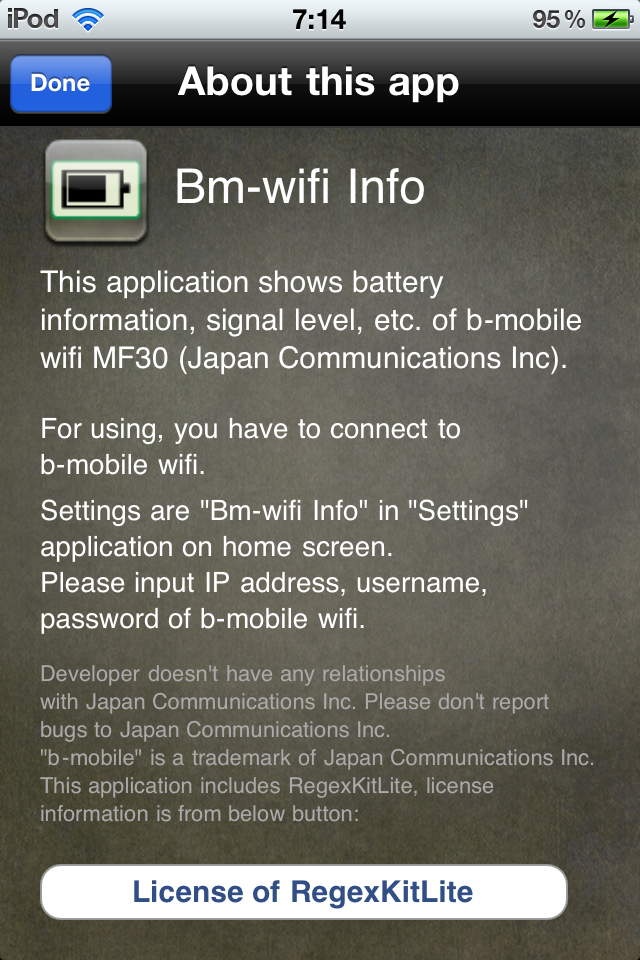 iPod 7:14 95 %
Done About this app
Bm-wifi Info
This application shows battery
information, signal level, etc. of b-mobile
wifi MF30 (Japan Communications Inc).
For using, you have to connect to
b-mobile wifi.
Settings are "Bm-wifi Info" in "Settings"
application on home screen.
Please input IP address, username,
password of b-mobile wifi.
Developer doesn't have any relationships
with Japan Communications Inc. Please don't report
bugs to Japan Communications Inc.
"b-mobile" is a trademark of Japan Communications Inc.
This application includes RegexKitLite, license
information is from below button:
License of RegexKitLite